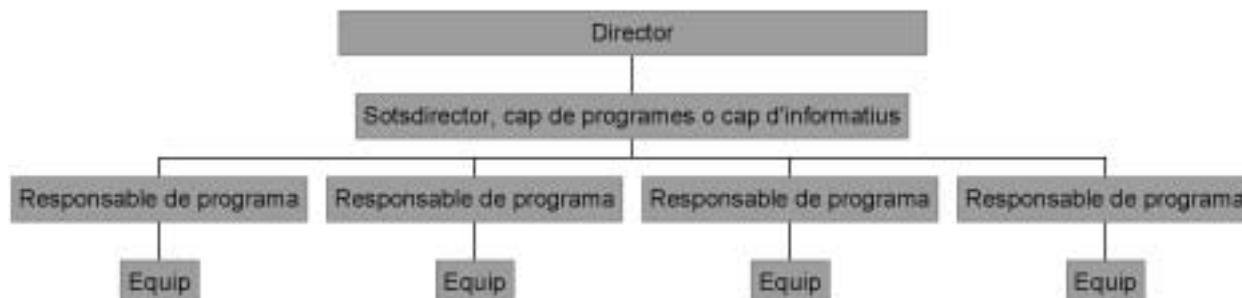 Director
Sotsdirector, cap de programes o cap d'informatius
Responsable de programa
Responsable de programa
Responsable de programa
Responsable de programa
Equip
Equip
Equip
Equip